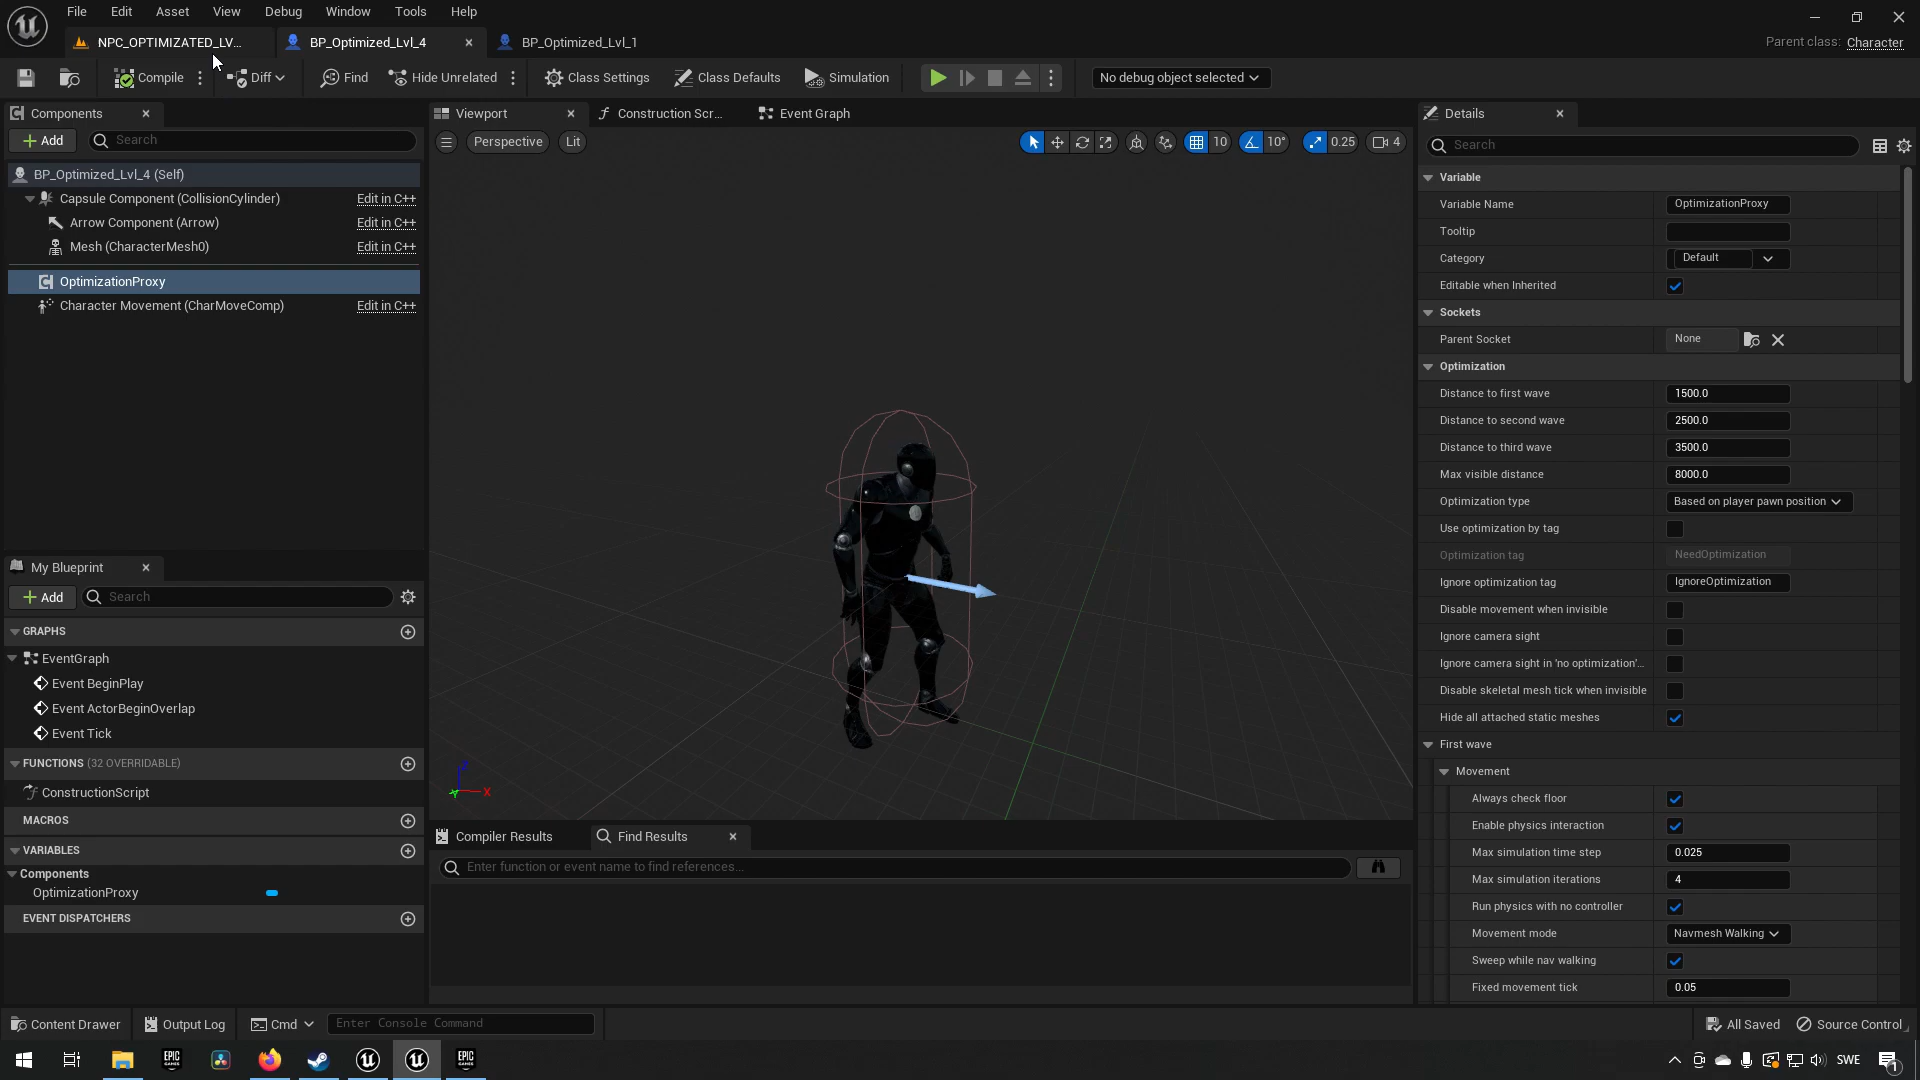 File Edit Asset View Debug Window Tools Help
NPC_OPTIMIZATED_LV... BP_Optimized_Lvl_4 BP_Optimized_Lvl_1 Parent class: Character
Compile Diff Find Hide Unrelated Class Settings Class Defaults Simulation No debug object selected
Components Viewport Construction Scr... Event Graph Details
Add Search Perspective Lit 10 10° 0.25 4 Search
BP_Optimized_Lvl_4 (Self)
Capsule Component (CollisionCylinder) Edit in C++
Arrow Component (Arrow) Edit in C++
Mesh (CharacterMesh0) Edit in C++
OptimizationProxy
Character Movement (CharMoveComp) Edit in C++
My Blueprint
Add Search
GRAPHS
EventGraph
Event BeginPlay
Event ActorBeginOverlap
Event Tick
FUNCTIONS (32 OVERRIDABLE)
ConstructionScript
MACROS
VARIABLES
Components
OptimizationProxy
EVENT DISPATCHERS
Z
X
Y
Compiler Results Find Results
Enter function or event name to find references...
Variable
Variable Name OptimizationProxy
Tooltip
Category Default
Editable when Inherited
Sockets
Parent Socket None
Optimization
Distance to first wave 1500.0
Distance to second wave 2500.0
Distance to third wave 3500.0
Max visible distance 8000.0
Optimization type Based on player pawn position
Use optimization by tag
Optimization tag NeedOptimization
Ignore optimization tag IgnoreOptimization
Disable movement when invisible
Ignore camera sight
Ignore camera sight in 'no optimization'...
Disable skeletal mesh tick when invisible
Hide all attached static meshes
First wave
Movement
Always check floor
Enable physics interaction
Max simulation time step 0.025
Max simulation iterations 4
Run physics with no controller
Movement mode Navmesh Walking
Sweep while nav walking
Fixed movement tick 0.05
Content Drawer Output Log Cmd Enter Console Command All Saved Source Control
EPIC GAMES EPIC GAMES SWE 1